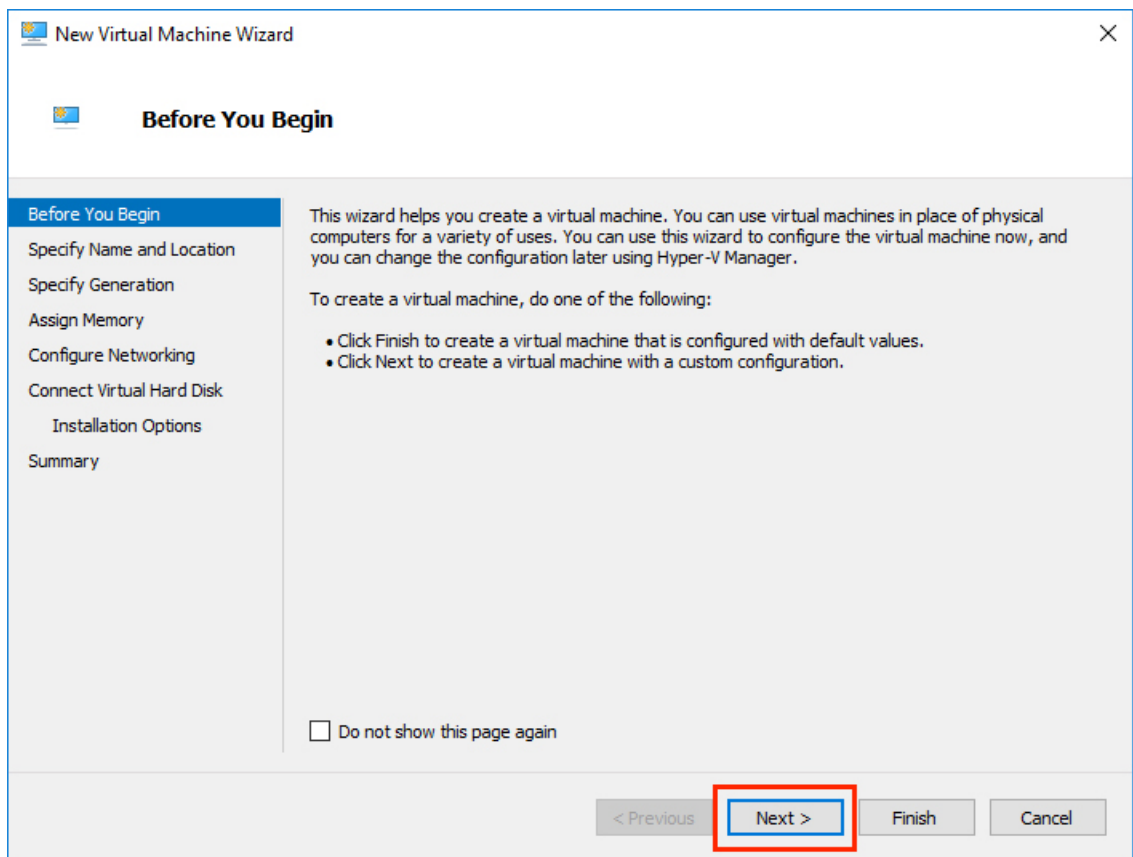 New Virtual Machine Wizard
Before You Begin
Before You Begin
Specify Name and Location
Specify Generation
Assign Memory
Configure Networking
Connect Virtual Hard Disk
Installation Options
Summary
This wizard helps you create a virtual machine. You can use virtual machines in place of physical
computers for a variety of uses. You can use this wizard to configure the virtual machine now, and
you can change the configuration later using Hyper-V Manager.
To create a virtual machine, do one of the following:
• Click Finish to create a virtual machine that is configured with default values.
• Click Next to create a virtual machine with a custom configuration.
Do not show this page again
< Previous
Next >
Finish
Cancel